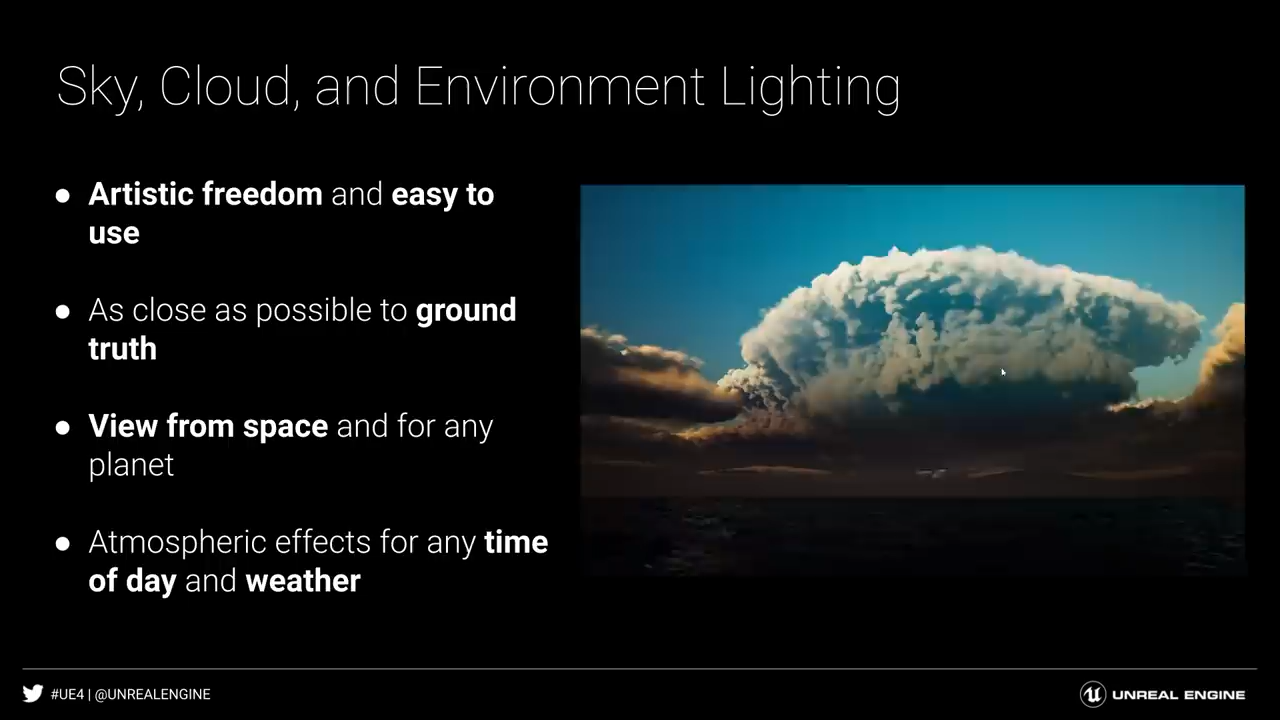 Sky, Cloud, and Environment Lighting
● Artistic freedom and easy to
use
● As close as possible to ground
truth
● View from space and for any
planet
● Atmospheric effects for any time
of day and weather
#UE4 | @UNREALENGINE
UNREAL ENGINE